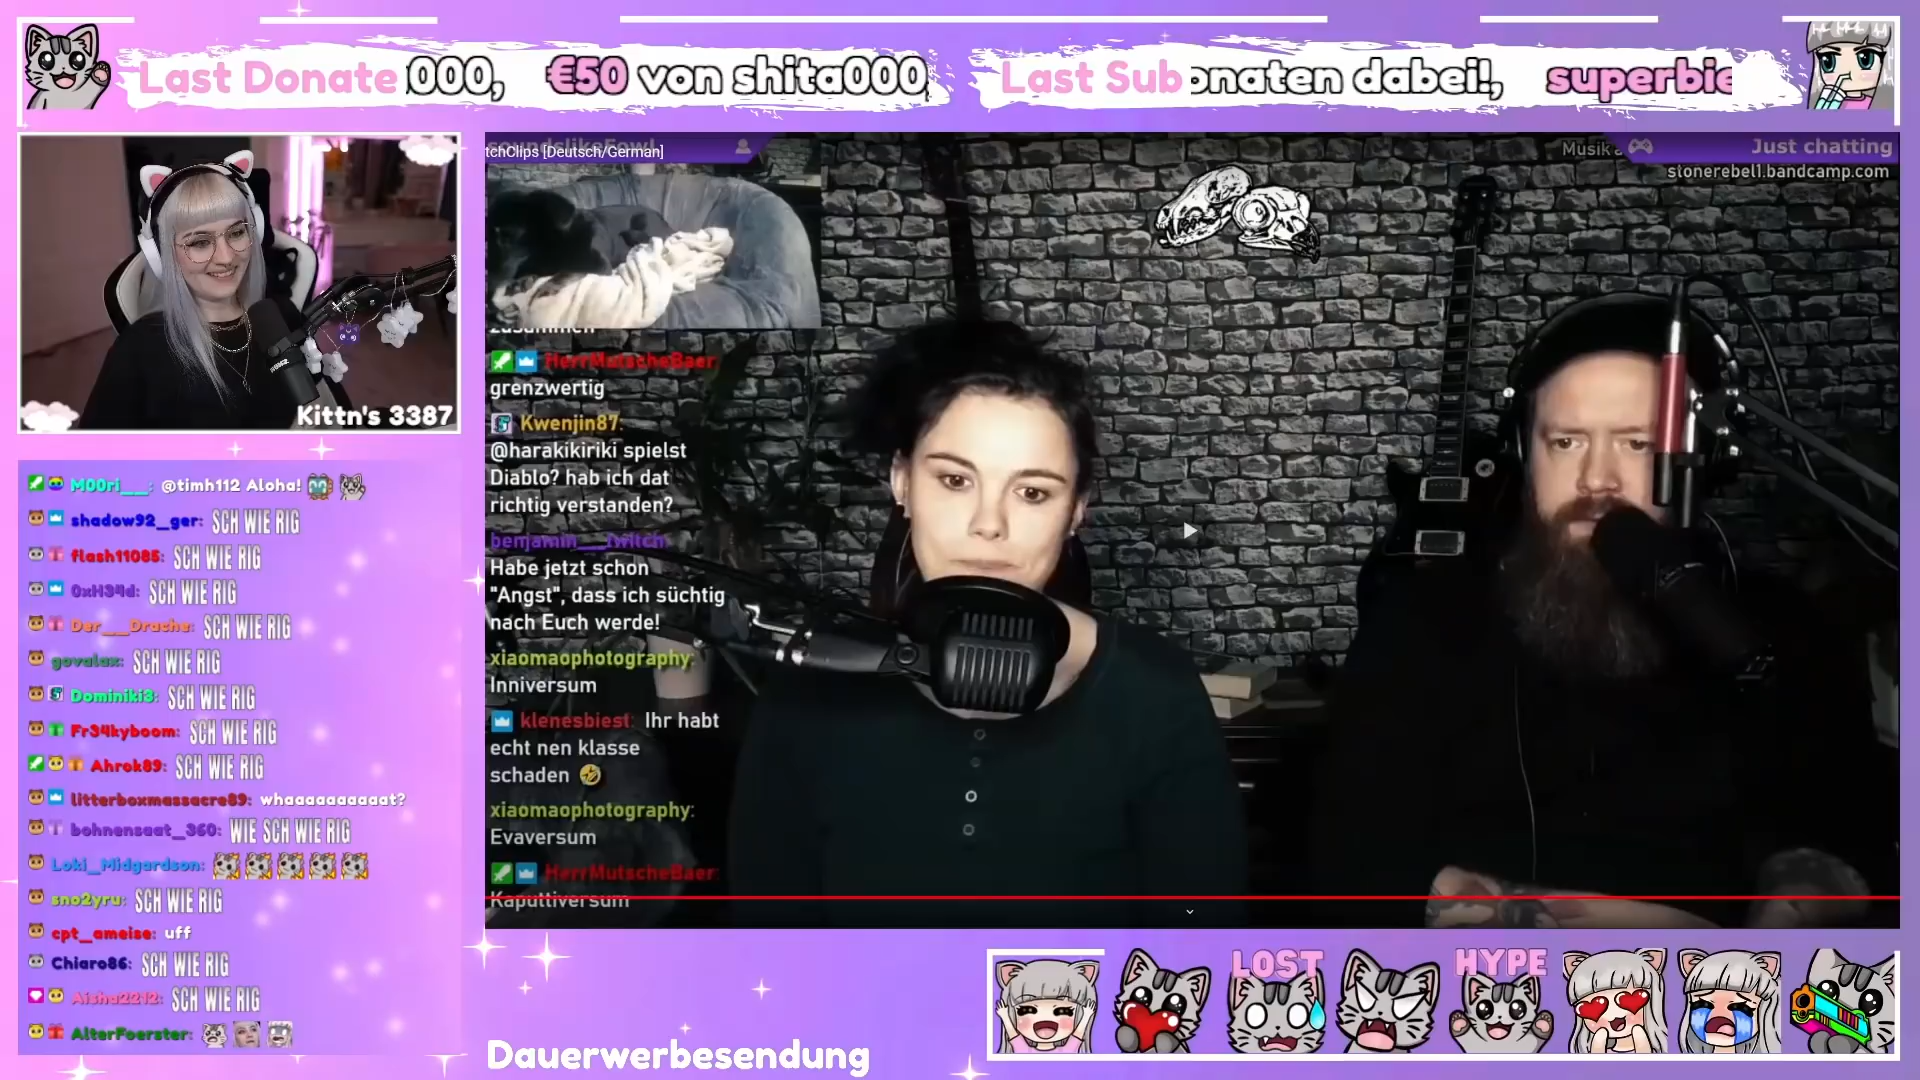 Last Donate 000, €50 von shita000,
Last Sub onaten dabei!, superbie
Kittn's 3387
M00ri__: @timh112 Aloha!
shadow92_ger: SCH WIE RIG
flash11085: SCH WIE RIG
0xH34d: SCH WIE RIG
Der__Drache: SCH WIE RIG
govalax: SCH WIE RIG
Dominiki3: SCH WIE RIG
Fr34kyboom: SCH WIE RIG
Ahrok89: SCH WIE RIG
litterboxmassacre89: whaaaaaaaaaat?
bohnensaat_360: WIE SCH WIE RIG
Loki_Midgardson:
sno2yru: SCH WIE RIG
cpt_ameise: uff
Chiaro86: SCH WIE RIG
Aisha2212: SCH WIE RIG
AlterFoerster:
tchClips [Deutsch/German]
Musik
Just chatting
stonerebel1.bandcamp.com
zusammen
HerrMutscheBaer:
grenzwertig
Kwenjin87:
@harakikiriki spielst
Diablo? hab ich dat
richtig verstanden?
benjamin__twitch:
Habe jetzt schon
"Angst", dass ich süchtig
nach Euch werde!
xiaomaophotography:
Inniversum
klenesbiest: Ihr habt
echt nen klasse
schaden
xiaomaophotography:
Evaversum
HerrMutscheBaer:
Kaputtiversum
LOST
HYPE
Dauerwerbesendung